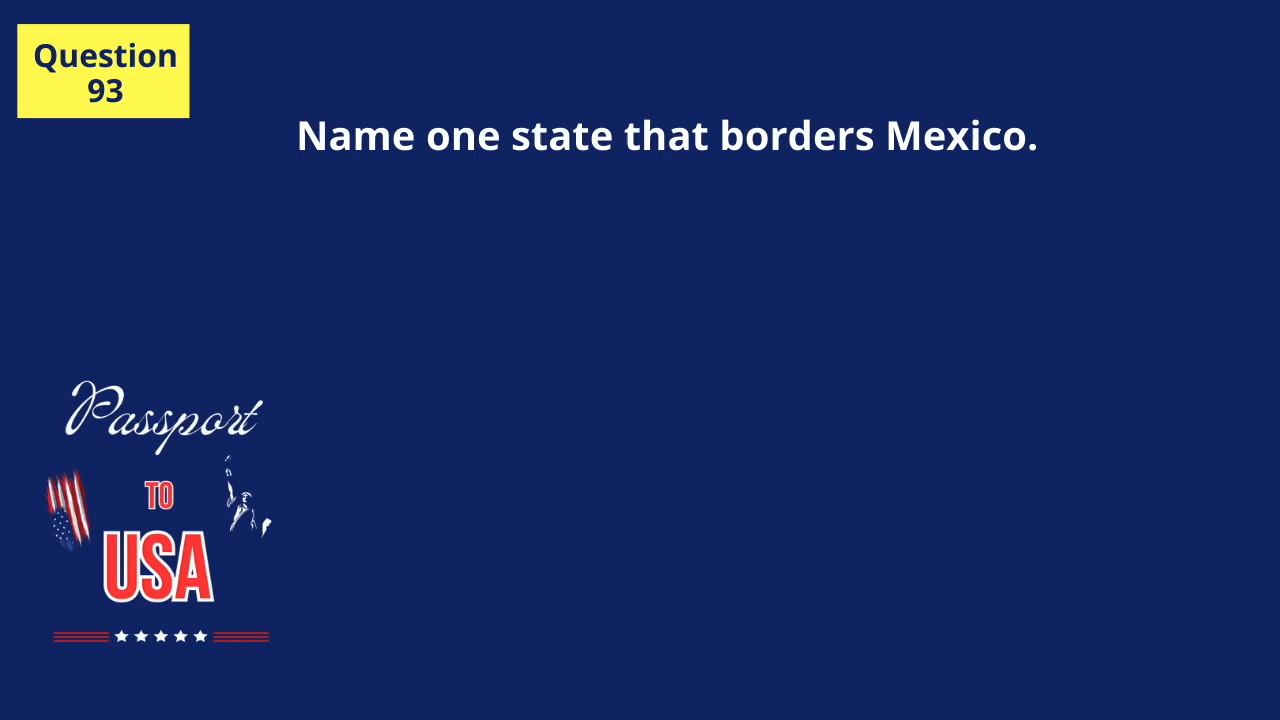 Question
93
Name one state that borders Mexico.
Passport
TO
USA